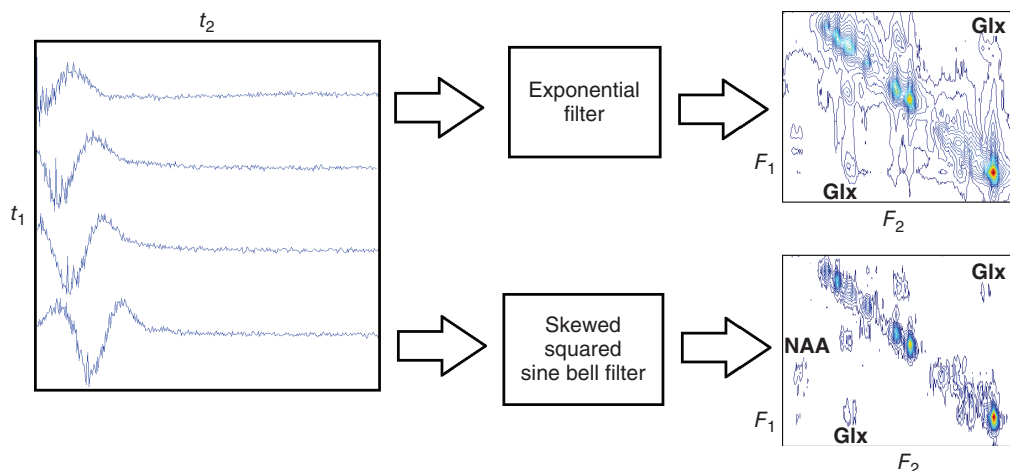 t2
t1
Exponential
filter
Glx
F1
Glx
F2
Skewed
squared
sine bell filter
Glx
NAA
F1
Glx
F2